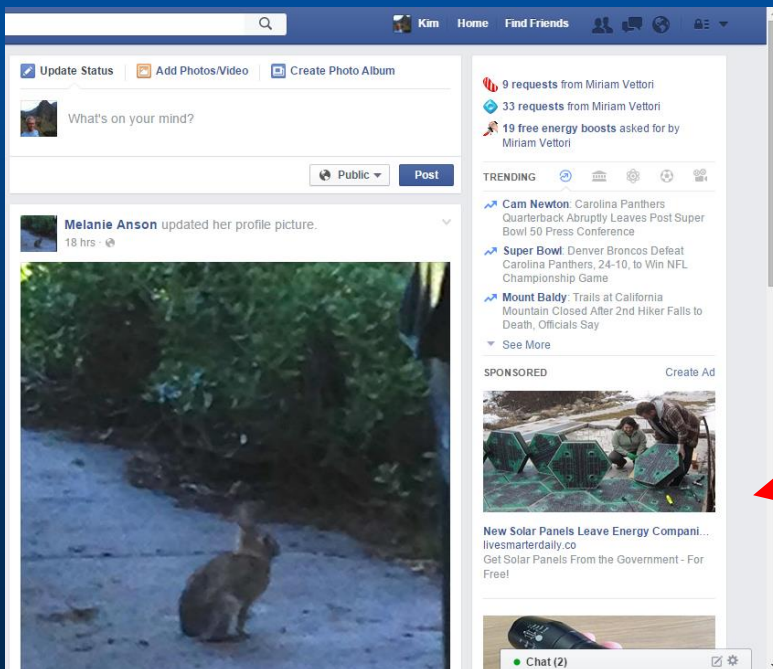 Kim Home Find Friends
Update Status Add Photos/Video Create Photo Album
What's on your mind?
Public Post
Melanie Anson updated her profile picture.
18 hrs
9 requests from Miriam Vettori
33 requests from Miriam Vettori
19 free energy boosts asked for by
Miriam Vettori
TRENDING
Cam Newton: Carolina Panthers
Quarterback Abruptly Leaves Post Super
Bowl 50 Press Conference
Super Bowl: Denver Broncos Defeat
Carolina Panthers, 24-10, to Win NFL
Championship Game
Mount Baldy: Trails at California
Mountain Closed After 2nd Hiker Falls to
Death, Officials Say
See More
SPONSORED Create Ad
New Solar Panels Leave Energy Compani...
livesmarterdaily.co
Get Solar Panels From the Government - For
Free!
Chat (2)